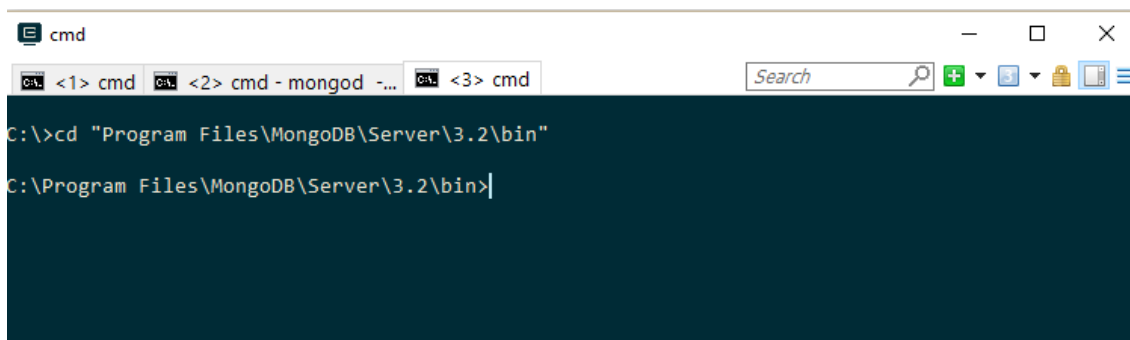 cmd
<1> cmd <2> cmd - mongod -... <3> cmd Search
C:\>cd "Program Files\MongoDB\Server\3.2\bin"
C:\Program Files\MongoDB\Server\3.2\bin>